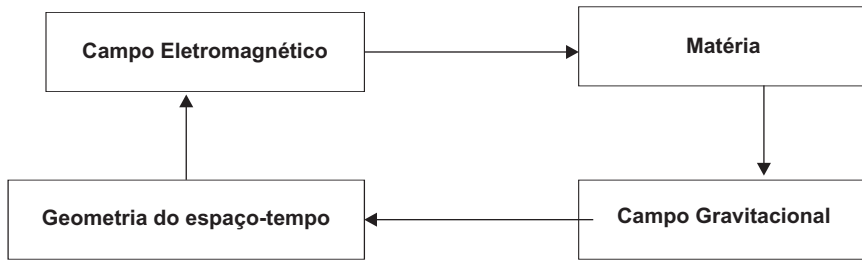 Campo Eletromagnético
Matéria
Geometria do espaço-tempo
Campo Gravitacional